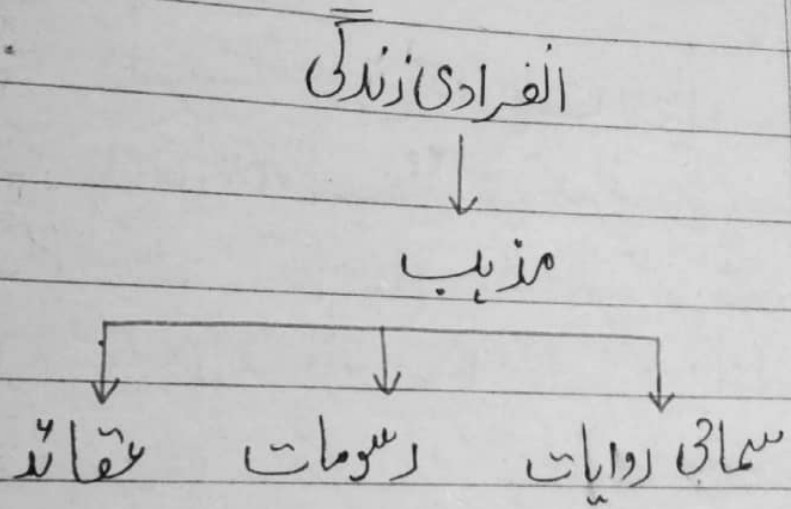 انفرادی زندگی
مذہب
سماجی روایات رسومات عقائد